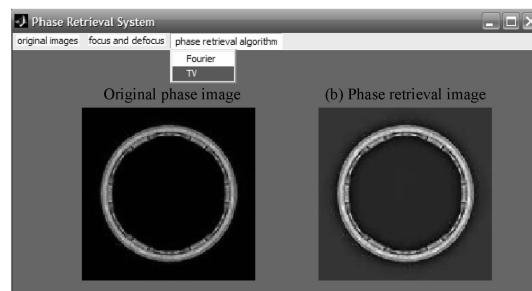 Phase Retrieval System
original images focus and defocus phase retrieval algorithm
Fourier
TV
Original phase image (b) Phase retrieval image